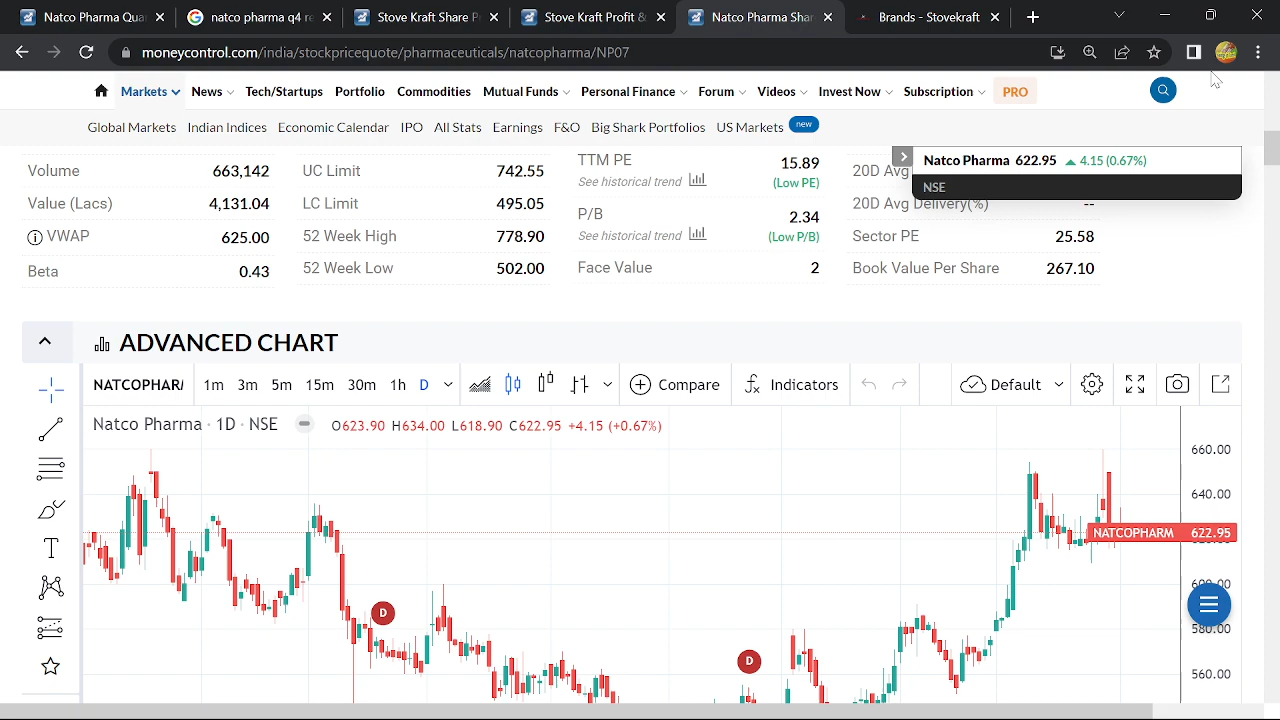 Natco Pharma Quar
natco pharma q4 re
Stove Kraft Share P
Stove Kraft Profit &
Natco Pharma Shar
Brands - Stovekraft
moneycontrol.com/india/stockpricequote/pharmaceuticals/natcopharma/NP07
Markets News Tech/Startups Portfolio Commodities Mutual Funds Personal Finance Forum Videos Invest Now Subscription PRO
Global Markets Indian Indices Economic Calendar IPO All Stats Earnings F&O Big Shark Portfolios US Markets new
Natco Pharma 622.95 4.15 (0.67%)
NSE
Volume 663,142
Value (Lacs) 4,131.04
VWAP 625.00
Beta 0.43
UC Limit 742.55
LC Limit 495.05
52 Week High 778.90
52 Week Low 502.00
TTM PE 15.89
See historical trend (Low PE)
P/B 2.34
See historical trend (Low P/B)
Face Value 2
20D Avg
20D Avg Delivery(%) --
Sector PE 25.58
Book Value Per Share 267.10
ADVANCED CHART
NATCOPHAR 1m 3m 5m 15m 30m 1h D Compare Indicators Default
Natco Pharma · 1D · NSE O623.90 H634.00 L618.90 C622.95 +4.15 (+0.67%)
660.00
640.00
NATCOPHARM 622.95
600.00
580.00
560.00
D
D